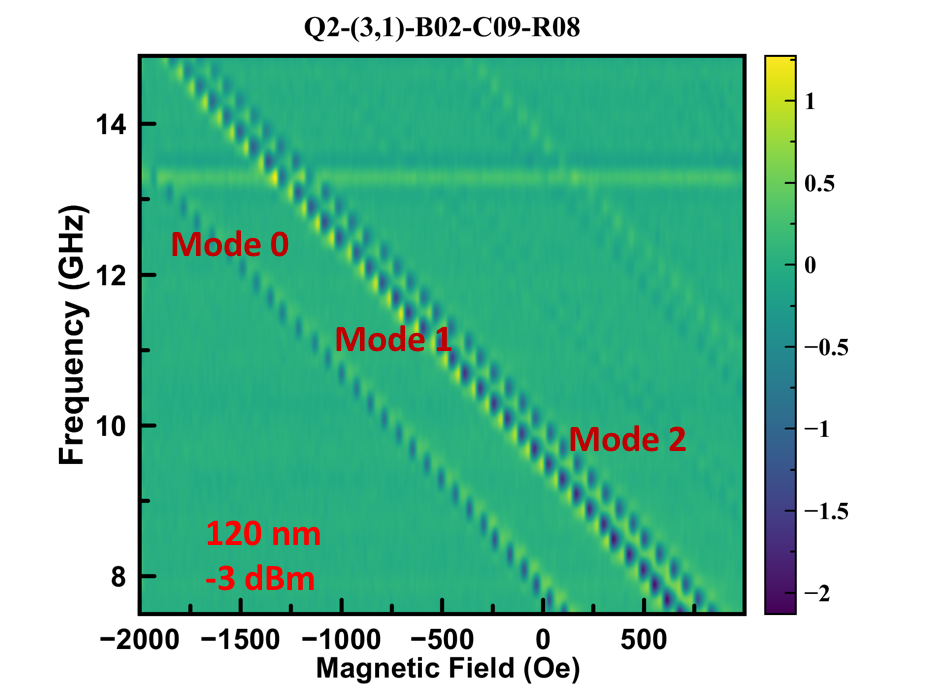 Q2-(3,1)-B02-C09-R08
Frequency (GHz)
14
12
10
8
Mode 0
Mode 1
Mode 2
120 nm
-3 dBm
−2000 −1500 −1000 −500 0 500
Magnetic Field (Oe)
1
0.5
0
−0.5
−1
−1.5
−2